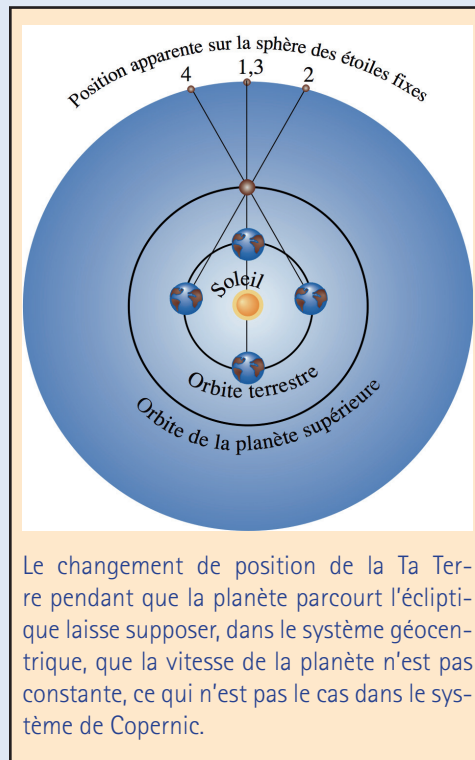 Position apparente sur la sphère des étoiles fixes
4 1,3 2
Soleil
Orbite terrestre
Orbite de la planète supérieure
Le changement de position de la Ta Ter-
re pendant que la planète parcourt l'éclipti-
que laisse supposer, dans le système géocen-
trique, que la vitesse de la planète n'est pas
constante, ce qui n'est pas le cas dans le sys-
tème de Copernic.